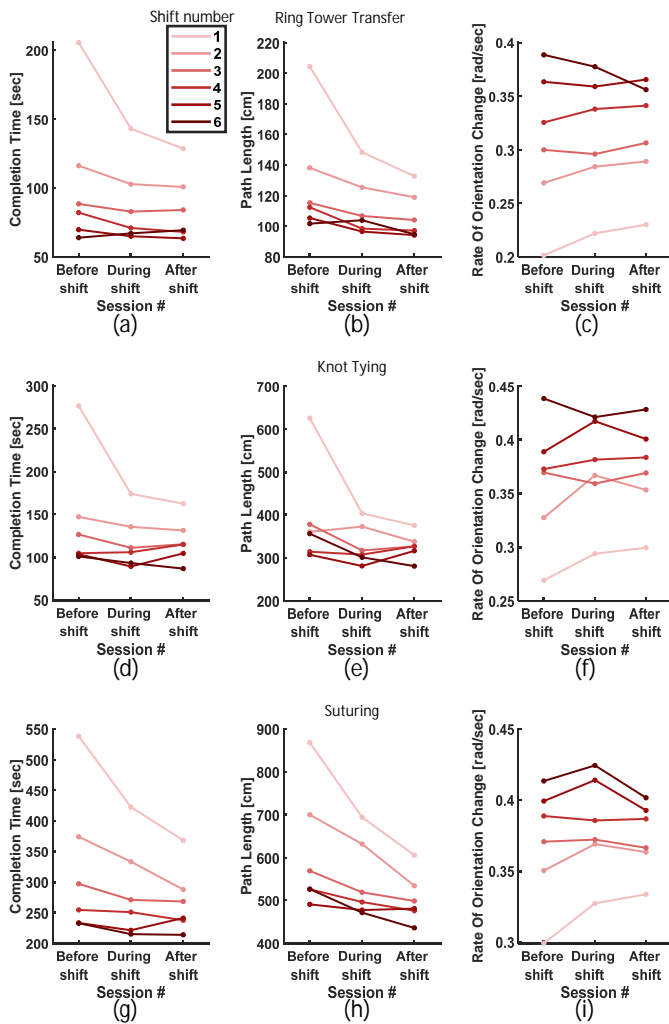 Shift number
1
2
3
4
5
6
Ring Tower Transfer
Completion Time [sec]
200
150
100
50
Before shift
During shift
After shift
Session #
(a)
Path Length [cm]
220
200
180
160
140
120
100
80
Before shift
During shift
After shift
Session #
(b)
Rate Of Orientation Change [rad/sec]
0.4
0.35
0.3
0.25
0.2
Before shift
During shift
After shift
Session #
(c)
Knot Tying
Completion Time [sec]
300
250
200
150
100
50
Before shift
During shift
After shift
Session #
(d)
Path Length [cm]
700
600
500
400
300
200
Before shift
During shift
After shift
Session #
(e)
Rate Of Orientation Change [rad/sec]
0.45
0.4
0.35
0.3
0.25
Before shift
During shift
After shift
Session #
(f)
Suturing
Completion Time [sec]
550
500
450
400
350
300
250
200
Before shift
During shift
After shift
Session #
(g)
Path Length [cm]
900
800
700
600
500
400
Before shift
During shift
After shift
Session #
(h)
Rate Of Orientation Change [rad/sec]
0.45
0.4
0.35
0.3
Before shift
During shift
After shift
Session #
(i)